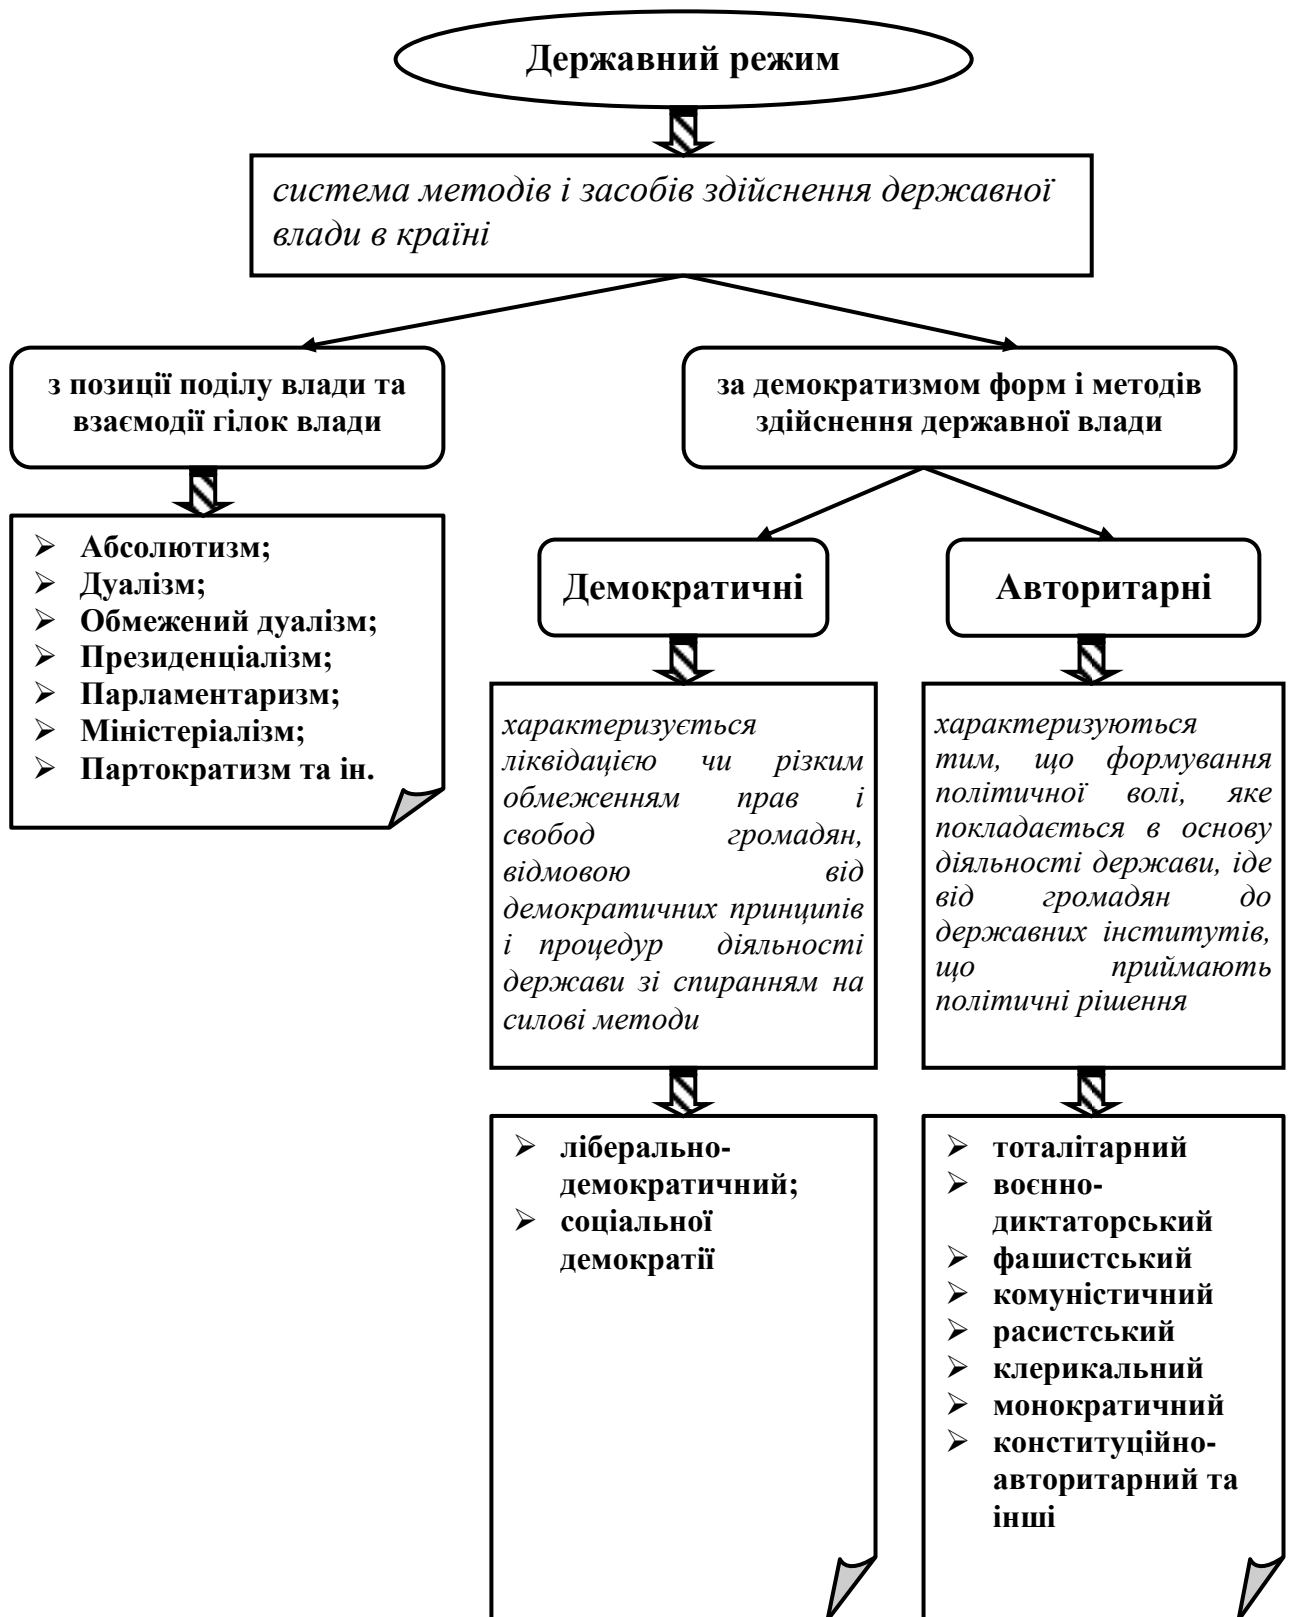 Державний режим
система методів і засобів здійснення державної
влади в країні
з позиції поділу влади та
взаємодії гілок влади
за демократизмом форм і методів
здійснення державної влади
➢ Абсолютизм;
➢ Дуалізм;
➢ Обмежений дуалізм;
➢ Президенціалізм;
➢ Парламентаризм;
➢ Міністеріалізм;
➢ Партократизм та ін.
Демократичні
Авторитарні
характеризується
ліквідацією чи різким
обмеженням прав і
свобод громадян,
відмовою від
демократичних принципів
і процедур діяльності
держави зі спиранням на
силові методи
характеризуються
тим, що формування
політичної волі, яке
покладається в основу
діяльності держави, іде
від громадян до
державних інститутів,
що приймають
політичні рішення
➢ ліберально-
демократичний;
➢ соціальної
демократії
➢ тоталітарний
➢ воєнно-
диктаторський
➢ фашистський
➢ комуністичний
➢ расистський
➢ клерикальний
➢ монократичний
➢ конституційно-
авторитарний та
інші